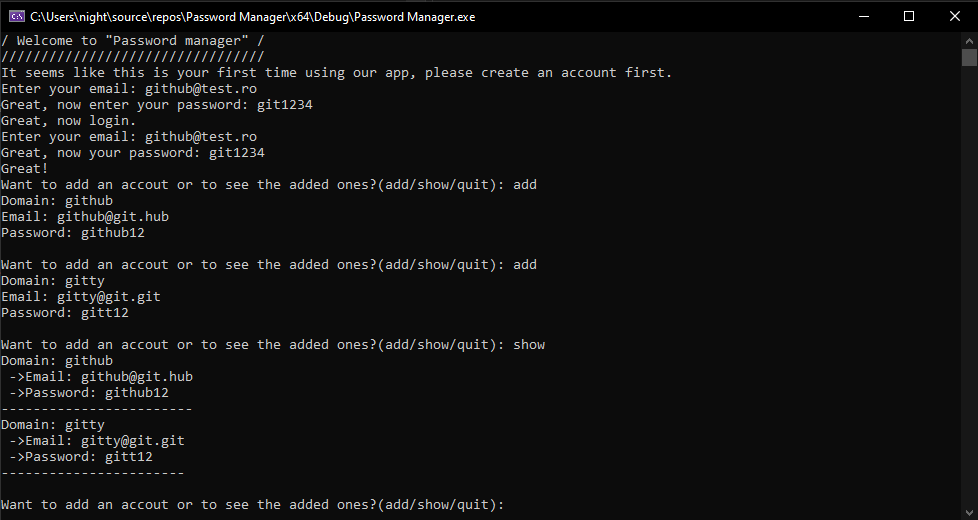 C:\Users\night\source\repos\Password Manager\x64\Debug\Password Manager.exe
/ Welcome to "Password manager" /
/////////////////////////////////
It seems like this is your first time using our app, please create an account first.
Enter your email: github@test.ro
Great, now enter your password: git1234
Great, now login.
Enter your email: github@test.ro
Great, now your password: git1234
Great!
Want to add an accout or to see the added ones?(add/show/quit): add
Domain: github
Email: github@git.hub
Password: github12
Want to add an accout or to see the added ones?(add/show/quit): add
Domain: gitty
Email: gitty@git.git
Password: gitt12
Want to add an accout or to see the added ones?(add/show/quit): show
Domain: github
->Email: github@git.hub
->Password: github12
------------------------
Domain: gitty
->Email: gitty@git.git
->Password: gitt12
-----------------------
Want to add an accout or to see the added ones?(add/show/quit):